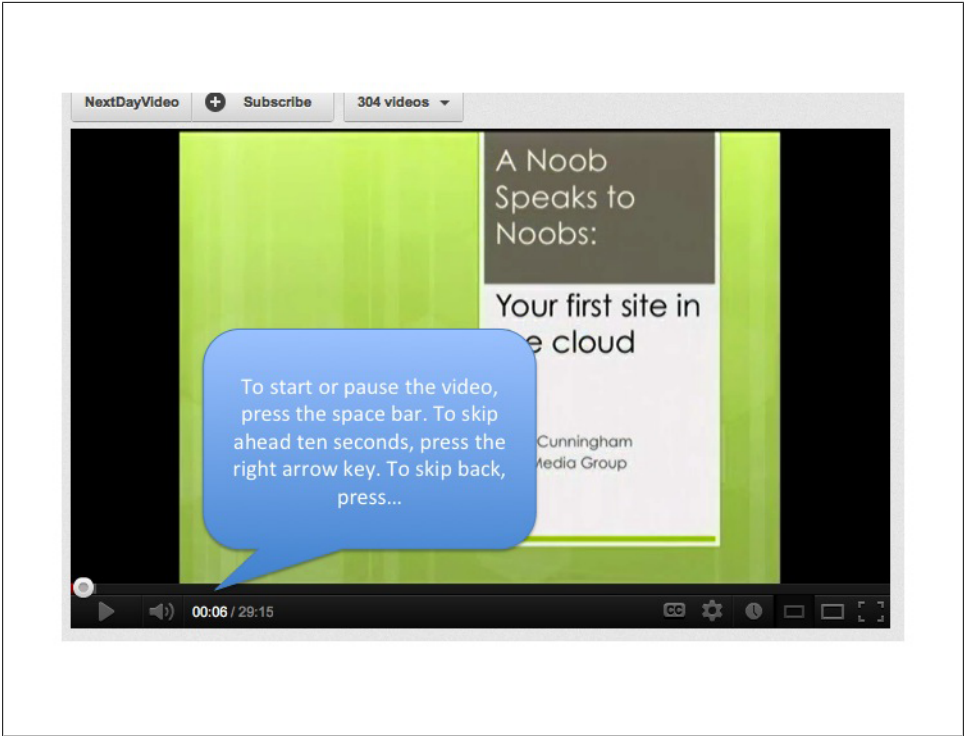 NextDayVideo Subscribe 304 videos
A Noob
Speaks to
Noobs:
Your first site in
cloud
To start or pause the video,
press the space bar. To skip
ahead ten seconds, press the
right arrow key. To skip back,
press…
Cunningham
Media Group
00:06 / 29:15
CC